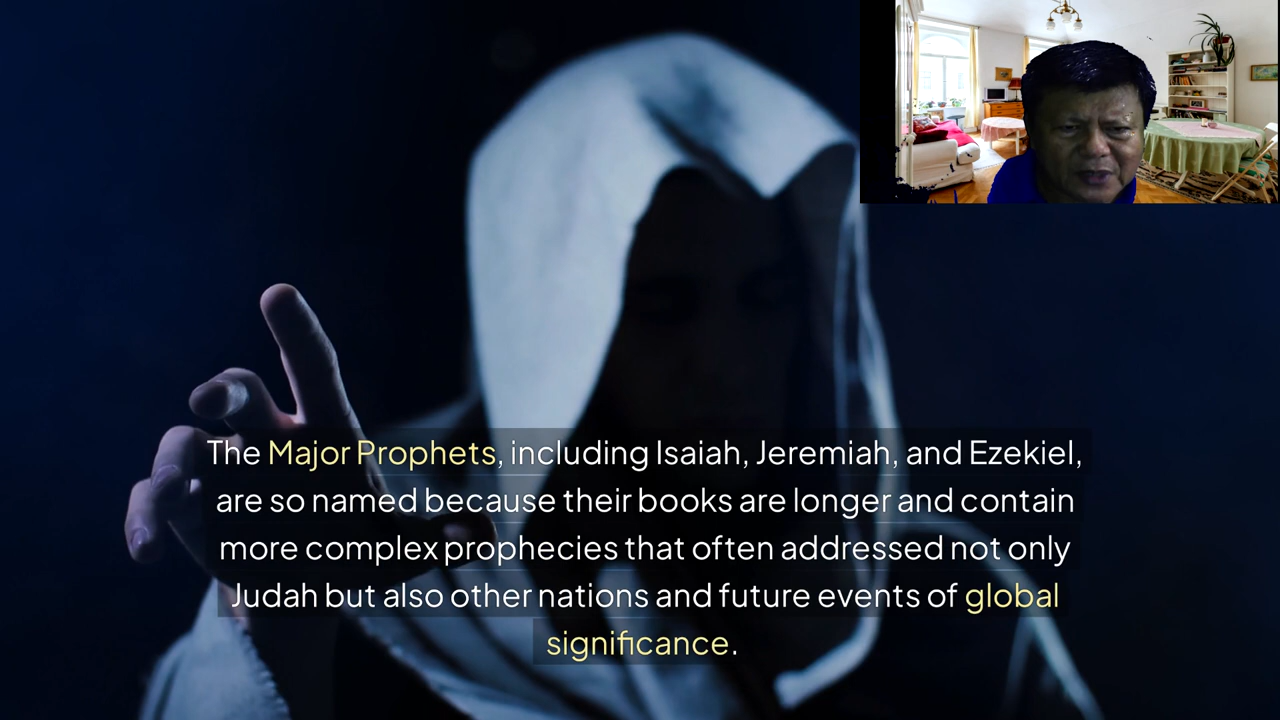 The Major Prophets, including Isaiah, Jeremiah, and Ezekiel,
are so named because their books are longer and contain
more complex prophecies that often addressed not only
Judah but also other nations and future events of global
significance.